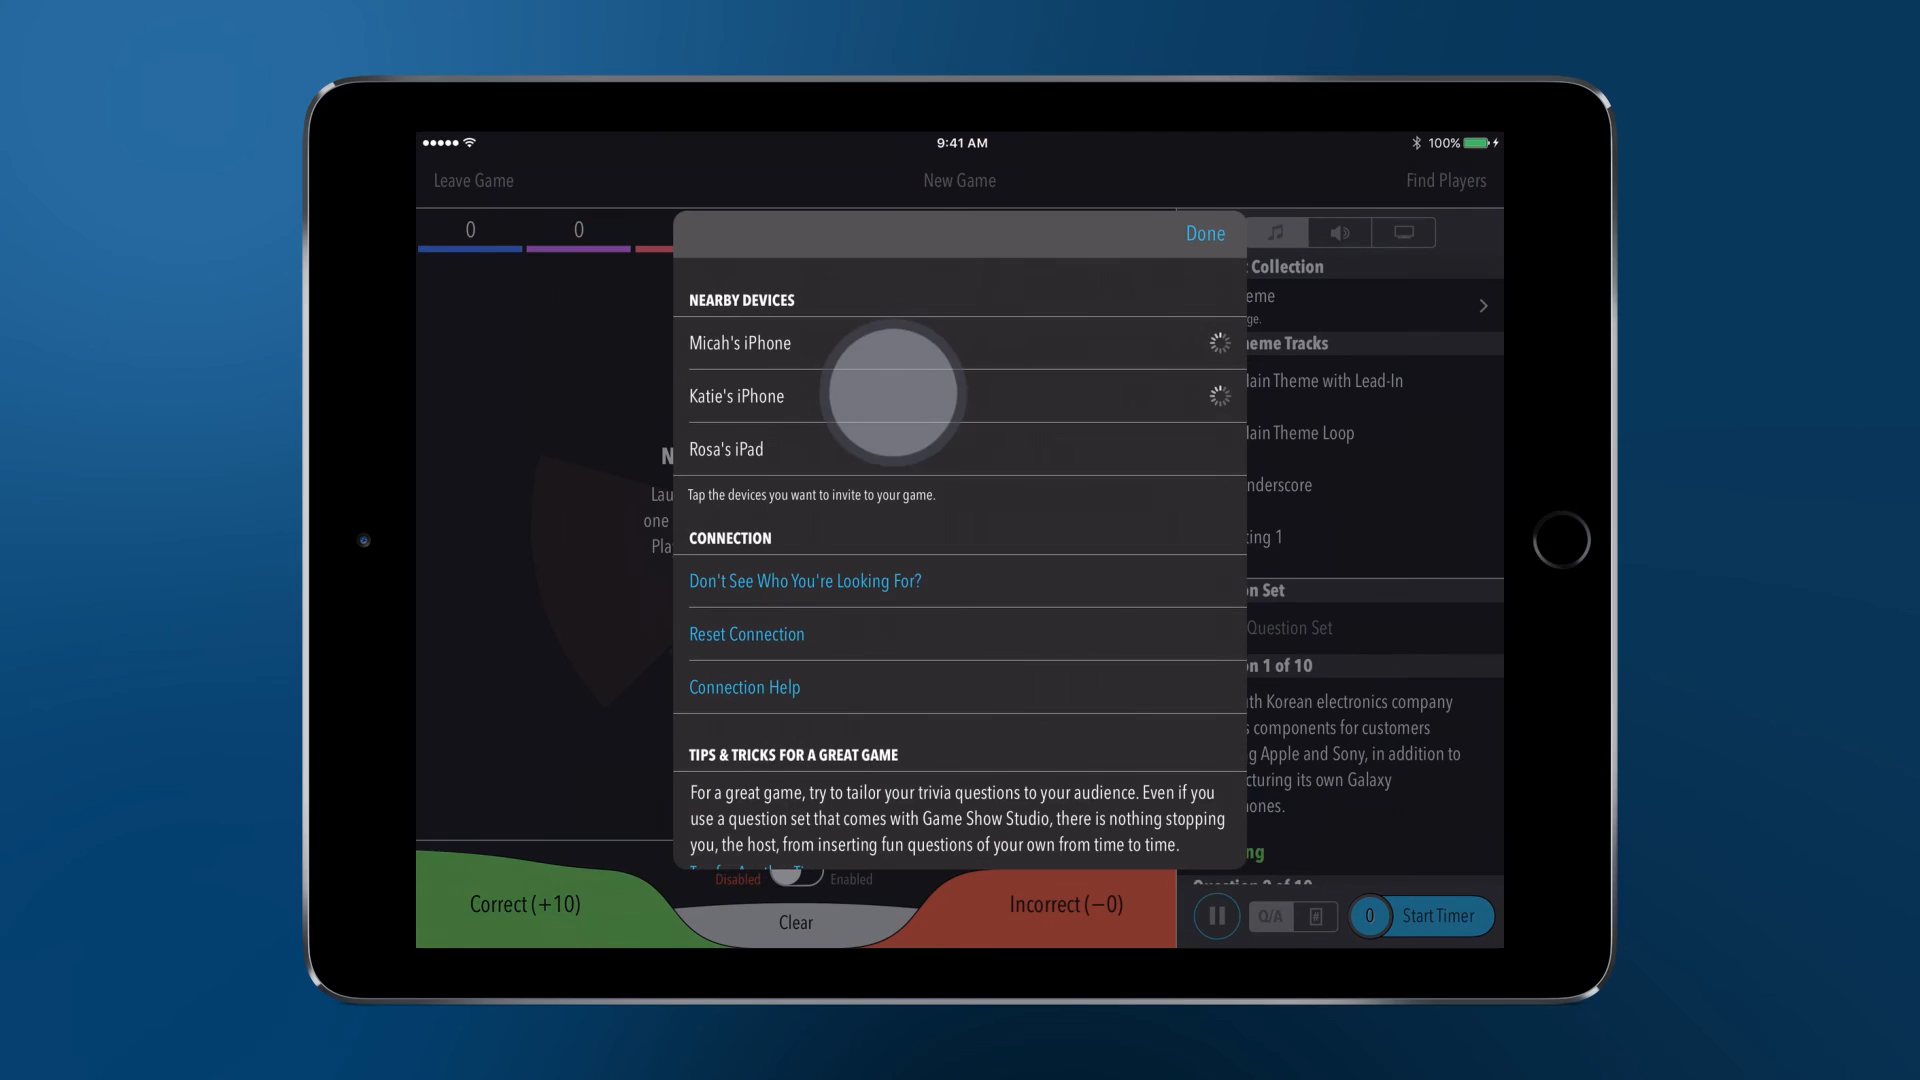 9:41 AM
100%
Leave Game
New Game
Find Players
0
0
Done
NEARBY DEVICES
Micah's iPhone
Katie's iPhone
Rosa's iPad
Tap the devices you want to invite to your game.
CONNECTION
Don't See Who You're Looking For?
Reset Connection
Connection Help
TIPS & TRICKS FOR A GREAT GAME
For a great game, try to tailor your trivia questions to your audience. Even if you
use a question set that comes with Game Show Studio, there is nothing stopping
you, the host, from inserting fun questions of your own from time to time.
Collection
eme
ge.
eme Tracks
ain Theme with Lead-In
ain Theme Loop
nderscore
ting 1
n Set
Question Set
n 1 of 10
th Korean electronics company
s components for customers
g Apple and Sony, in addition to
cturing its own Galaxy
ones.
ng
N
Lau
one
Pla
Disabled
Enabled
Correct (+10)
Clear
Incorrect (−0)
Q/A
#
0
Start Timer